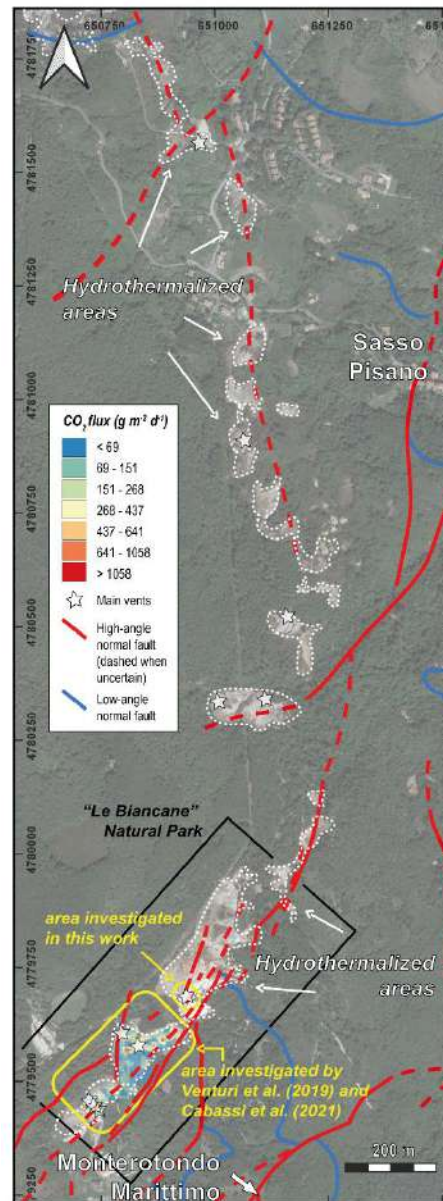 650750
651000
651250
4781750
4781500
4781250
4781000
4780750
4780500
4780250
4780000
4779750
4779500
Hydrothermalized
areas
Sasso
Pisano
CO₂ flux (g m⁻² d⁻¹)
< 69
69 - 151
151 - 268
268 - 437
437 - 641
641 - 1058
> 1058
Main vents
High-angle
normal fault
(dashed when
uncertain)
Low-angle
normal fault
"Le Biancane"
Natural Park
area investigated
in this work
Hydrothermalized
areas
area investigated by
Venturi et al. (2019) and
Cabassi et al. (2021)
200 m
Monterotondo
Marittimo